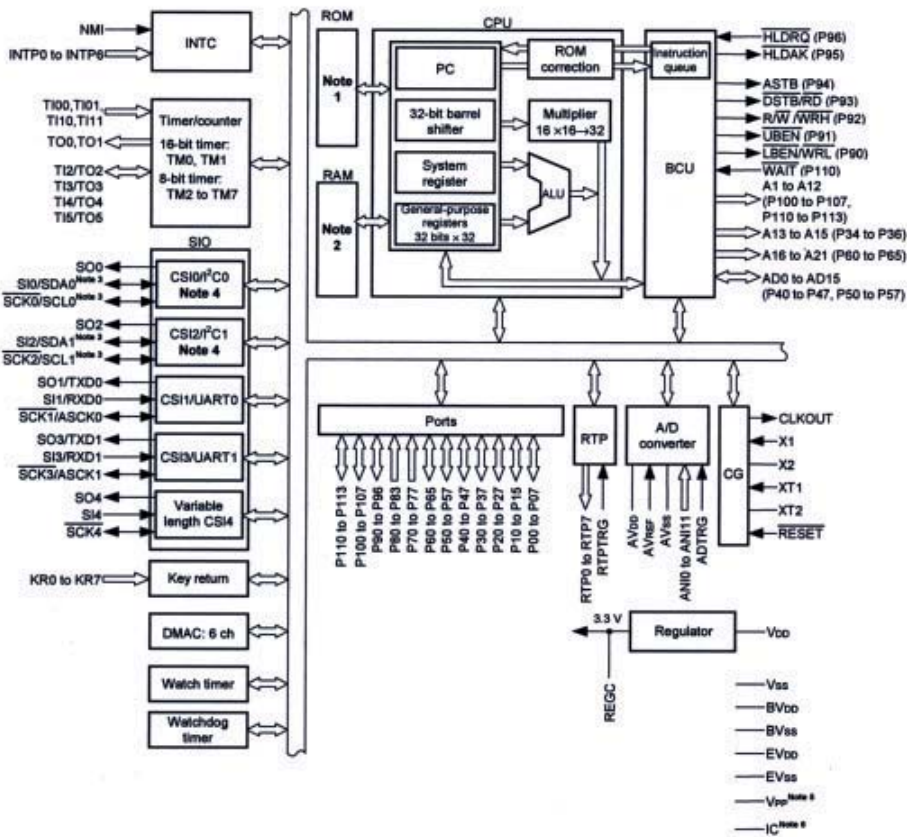 NMI
INTP0 to INTP6
INTC
TI00,TI01,
TI10,TI11
TO0,TO1
TI2/TO2
TI3/TO3
TI4/TO4
TI5/TO5
Timer/counter
16-bit timer:
TM0, TM1
8-bit timer:
TM2 to TM7
SIO
SO0
SI0/SDA0 Note 3
SCK0/SCL0 Note 3
CSI0/I²C0
Note 4
SO2
SI2/SDA1 Note 3
SCK2/SCL1 Note 3
CSI2/I²C1
Note 4
SO1/TXD0
SI1/RXD0
SCK1/ASCK0
CSI1/UART0
SO3/TXD1
SI3/RXD1
SCK3/ASCK1
CSI3/UART1
SO4
SI4
SCK4
Variable
length CSI4
KR0 to KR7
Key return
DMAC: 6 ch
Watch timer
Watchdog
timer
ROM
Note
1
RAM
Note
2
CPU
PC
32-bit barrel
shifter
System
register
General-purpose
registers
32 bits × 32
ROM
correction
Multiplier
16 ×16→32
ALU
Instruction
queue
BCU
HLDRQ (P96)
HLDAK (P95)
ASTB (P94)
DSTB/RD (P93)
R/W /WRH (P92)
UBEN (P91)
LBEN/WRL (P90)
WAIT (P110)
A1 to A12
(P100 to P107,
P110 to P113)
A13 to A15 (P34 to P36)
A16 to A21 (P60 to P65)
AD0 to AD15
(P40 to P47, P50 to P57)
Ports
P110 to P113
P100 to P107
P90 to P96
P80 to P83
P70 to P77
P60 to P65
P50 to P57
P40 to P47
P30 to P37
P20 to P27
P10 to P15
P00 to P07
RTP
RTP0 to RTP7
RTPTRG
A/D
converter
AVDD
AVREF
AVSS
ANI0 to ANI11
ADTRG
CG
CLKOUT
X1
X2
XT1
XT2
RESET
3.3 V
Regulator
VDD
REGC
VSS
BVDD
BVSS
EVDD
EVSS
VPP Note 5
IC Note 6